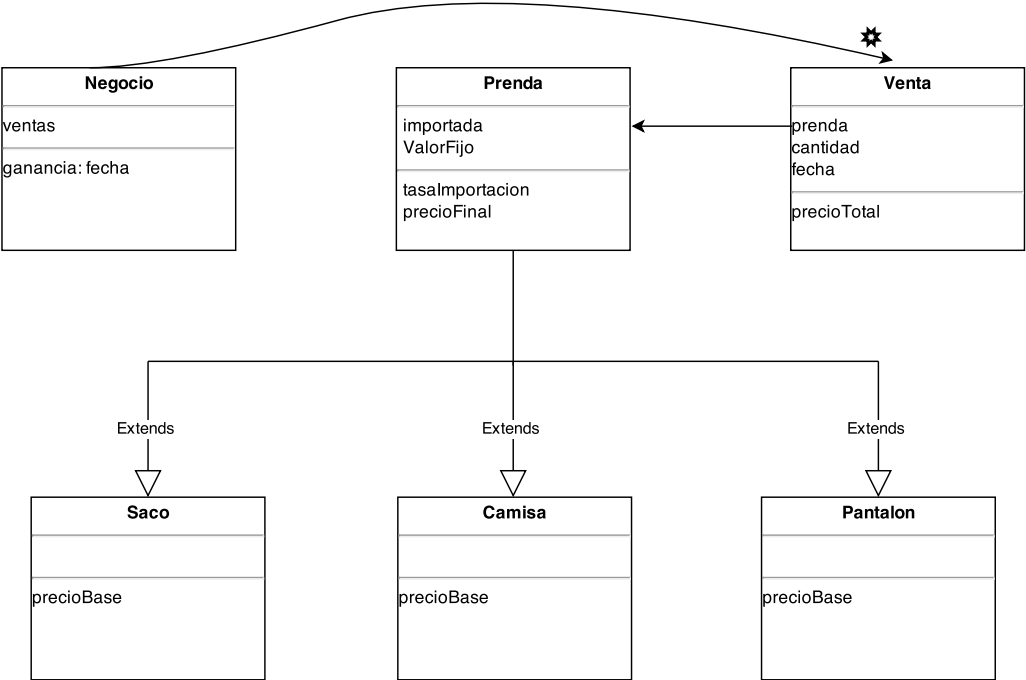 Negocio
ventas
ganancia: fecha
Prenda
importada
ValorFijo
tasaImportacion
precioFinal
Venta
prenda
cantidad
fecha
precioTotal
Extends
Extends
Extends
Saco
precioBase
Camisa
precioBase
Pantalon
precioBase